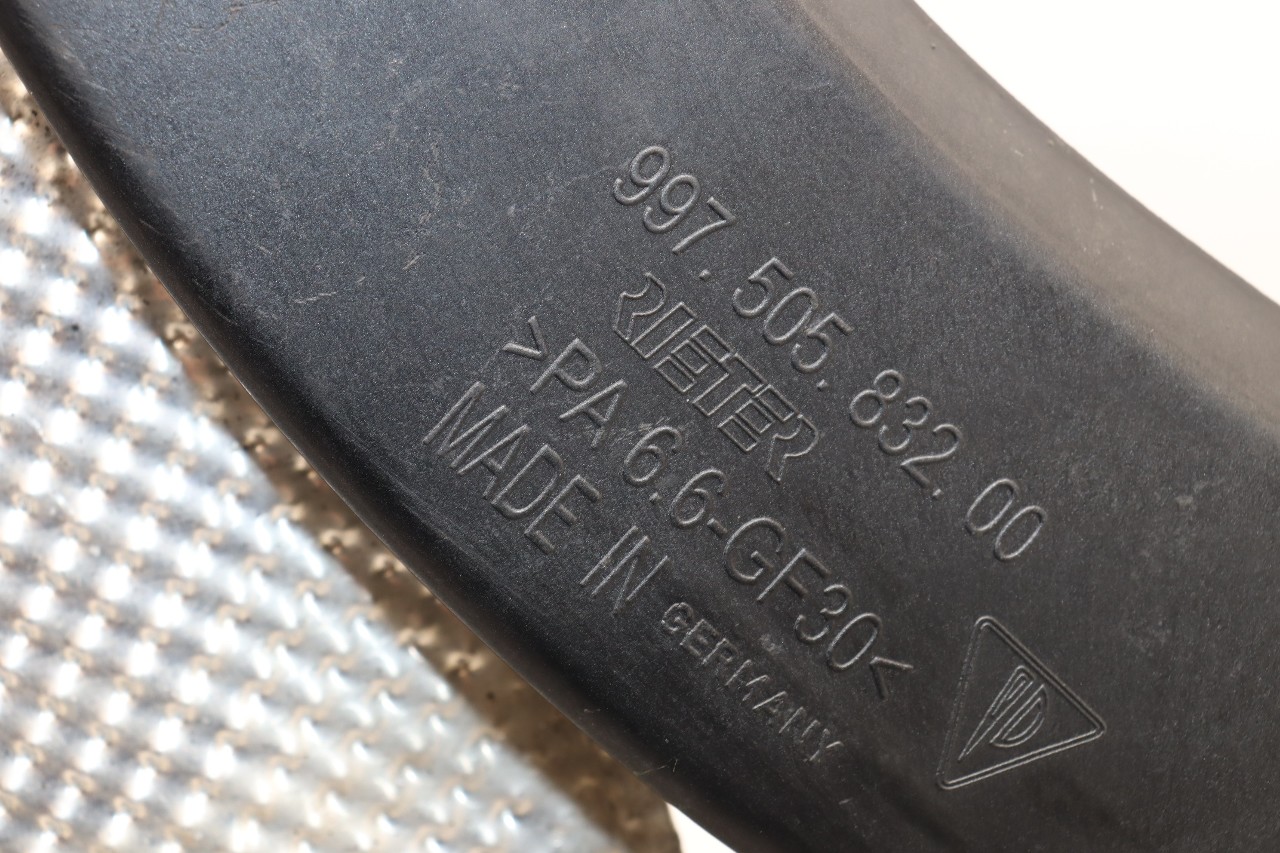 997.505.832.00
RIETER
>PA 6.6-GF30<
MADE IN GERMANY